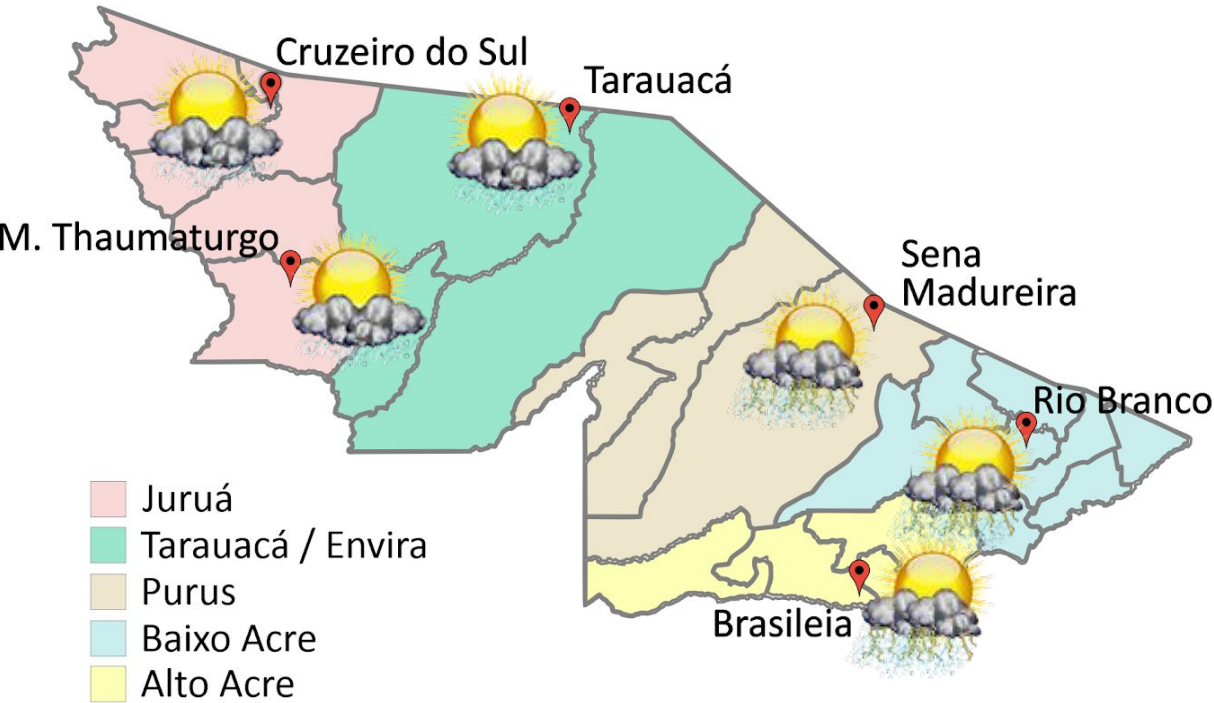 Cruzeiro do Sul
Tarauacá
M. Thaumaturgo
Sena
Madureira
Rio Branco
Brasileia
Juruá
Tarauacá / Envira
Purus
Baixo Acre
Alto Acre